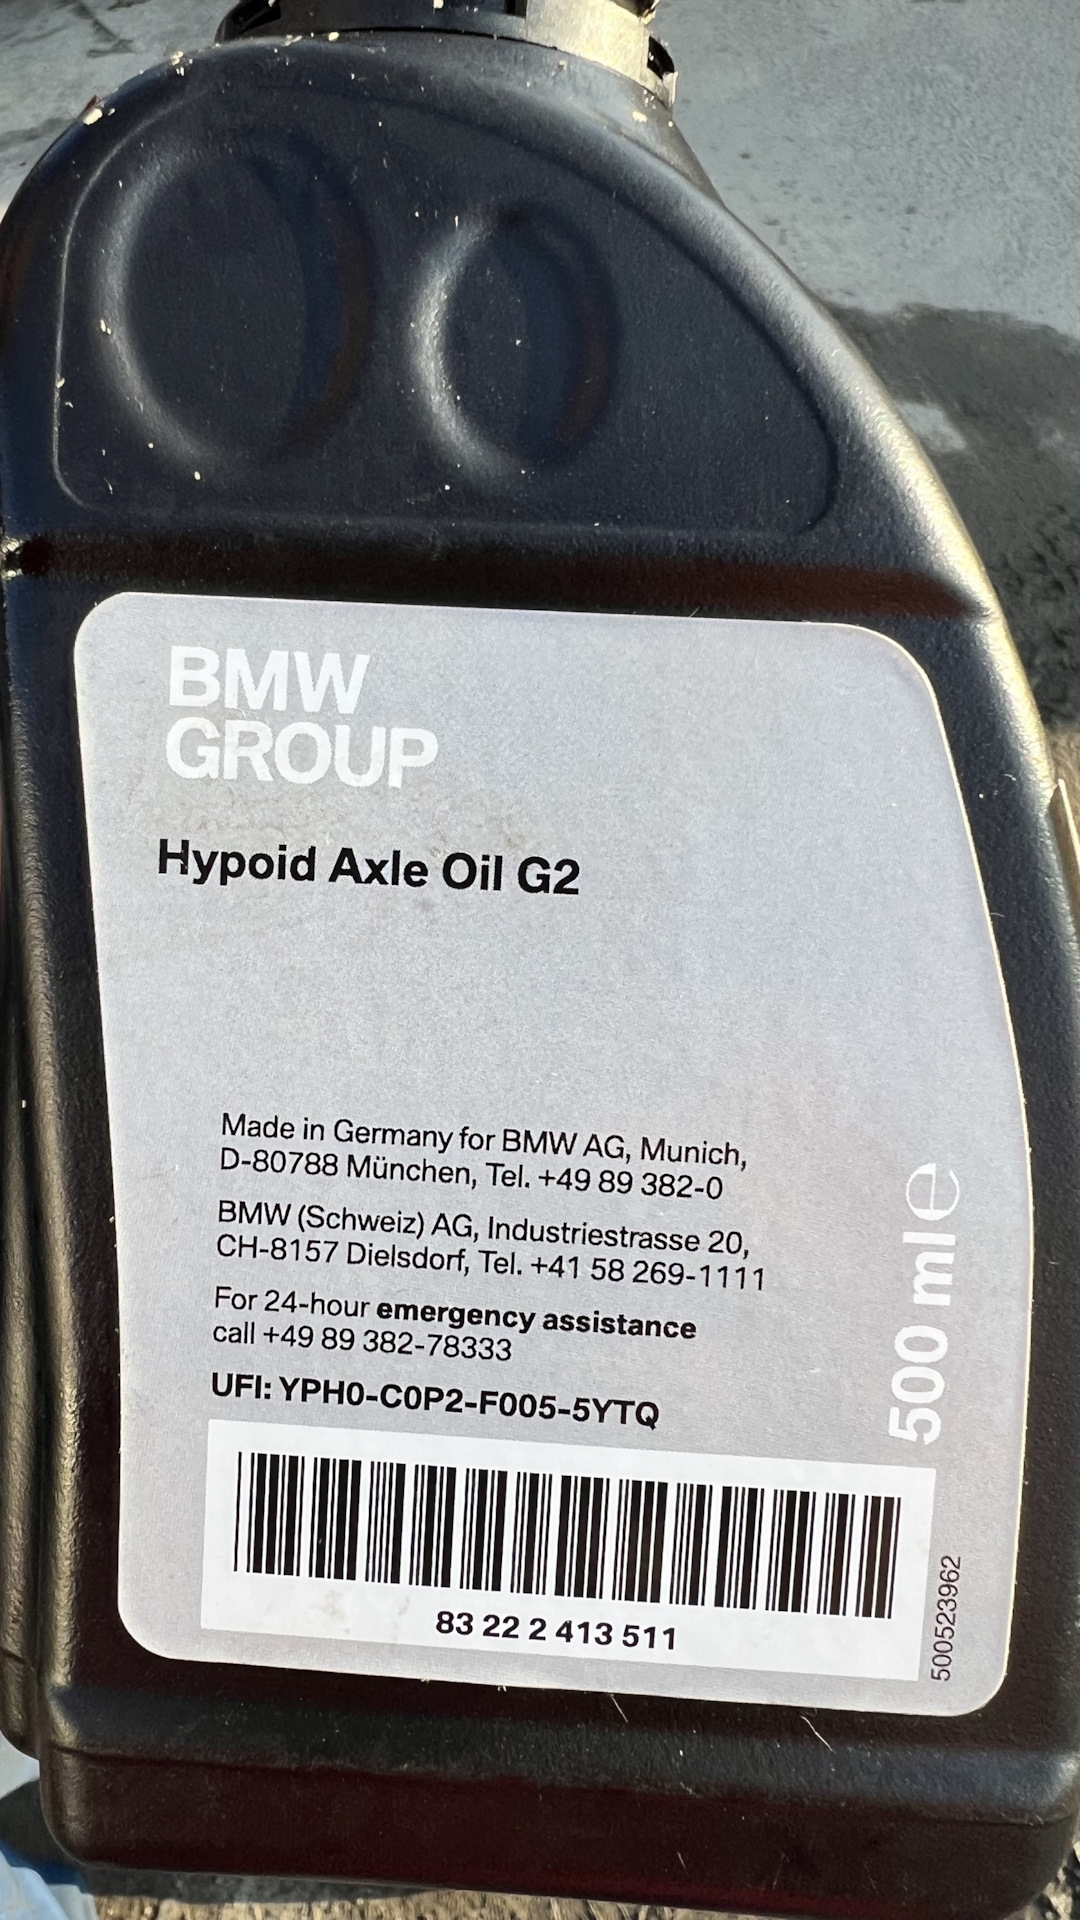 BMW
GROUP
Hypoid Axle Oil G2
Made in Germany for BMW AG, Munich,
D-80788 München, Tel. +49 89 382-0
BMW (Schweiz) AG, Industriestrasse 20,
CH-8157 Dielsdorf, Tel. +41 58 269-1111
For 24-hour emergency assistance
call +49 89 382-78333
UFI: YPH0-C0P2-F005-5YTQ
500 ml ℮
83 22 2 413 511
500523962